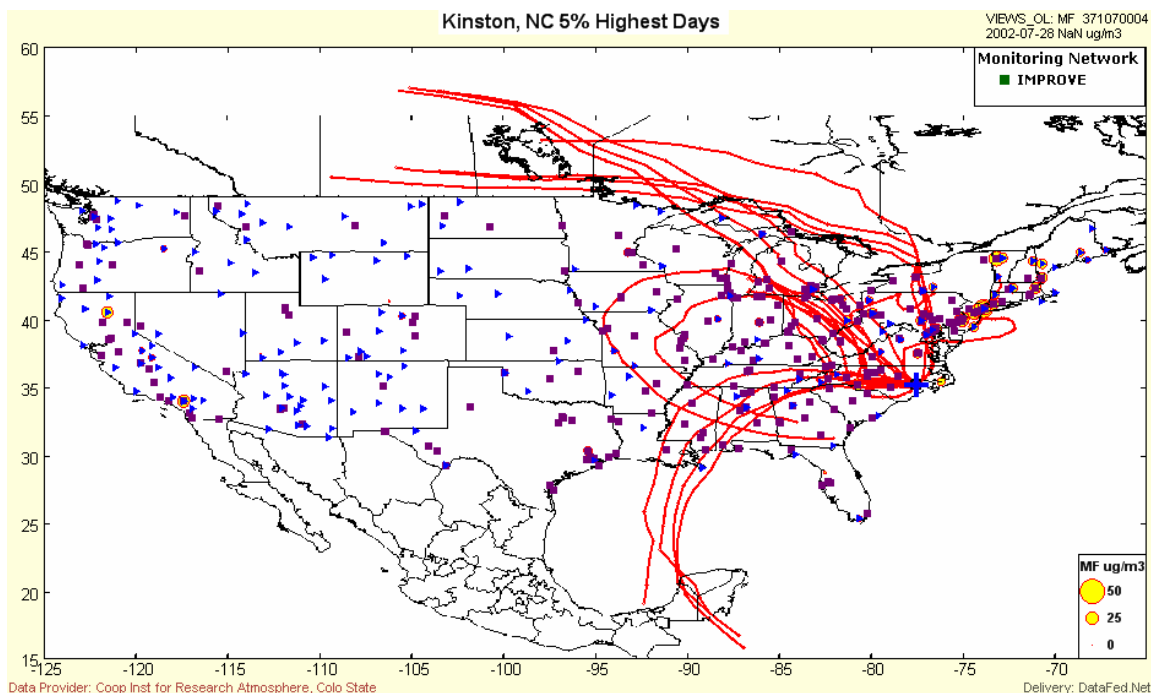 Kinston, NC 5% Highest Days
VIEWS_OL: MF 371070004
2002-07-28 NaN ug/m3
Monitoring Network
IMPROVE
60
55
50
45
40
35
30
25
20
15
MF ug/m3
50
25
0
-125 -120 -115 -110 -105 -100 -95 -90 -85 -80 -75 -70
Data Provider: Coop Inst for Research Atmosphere, Colo State
Delivery: DataFed.Net